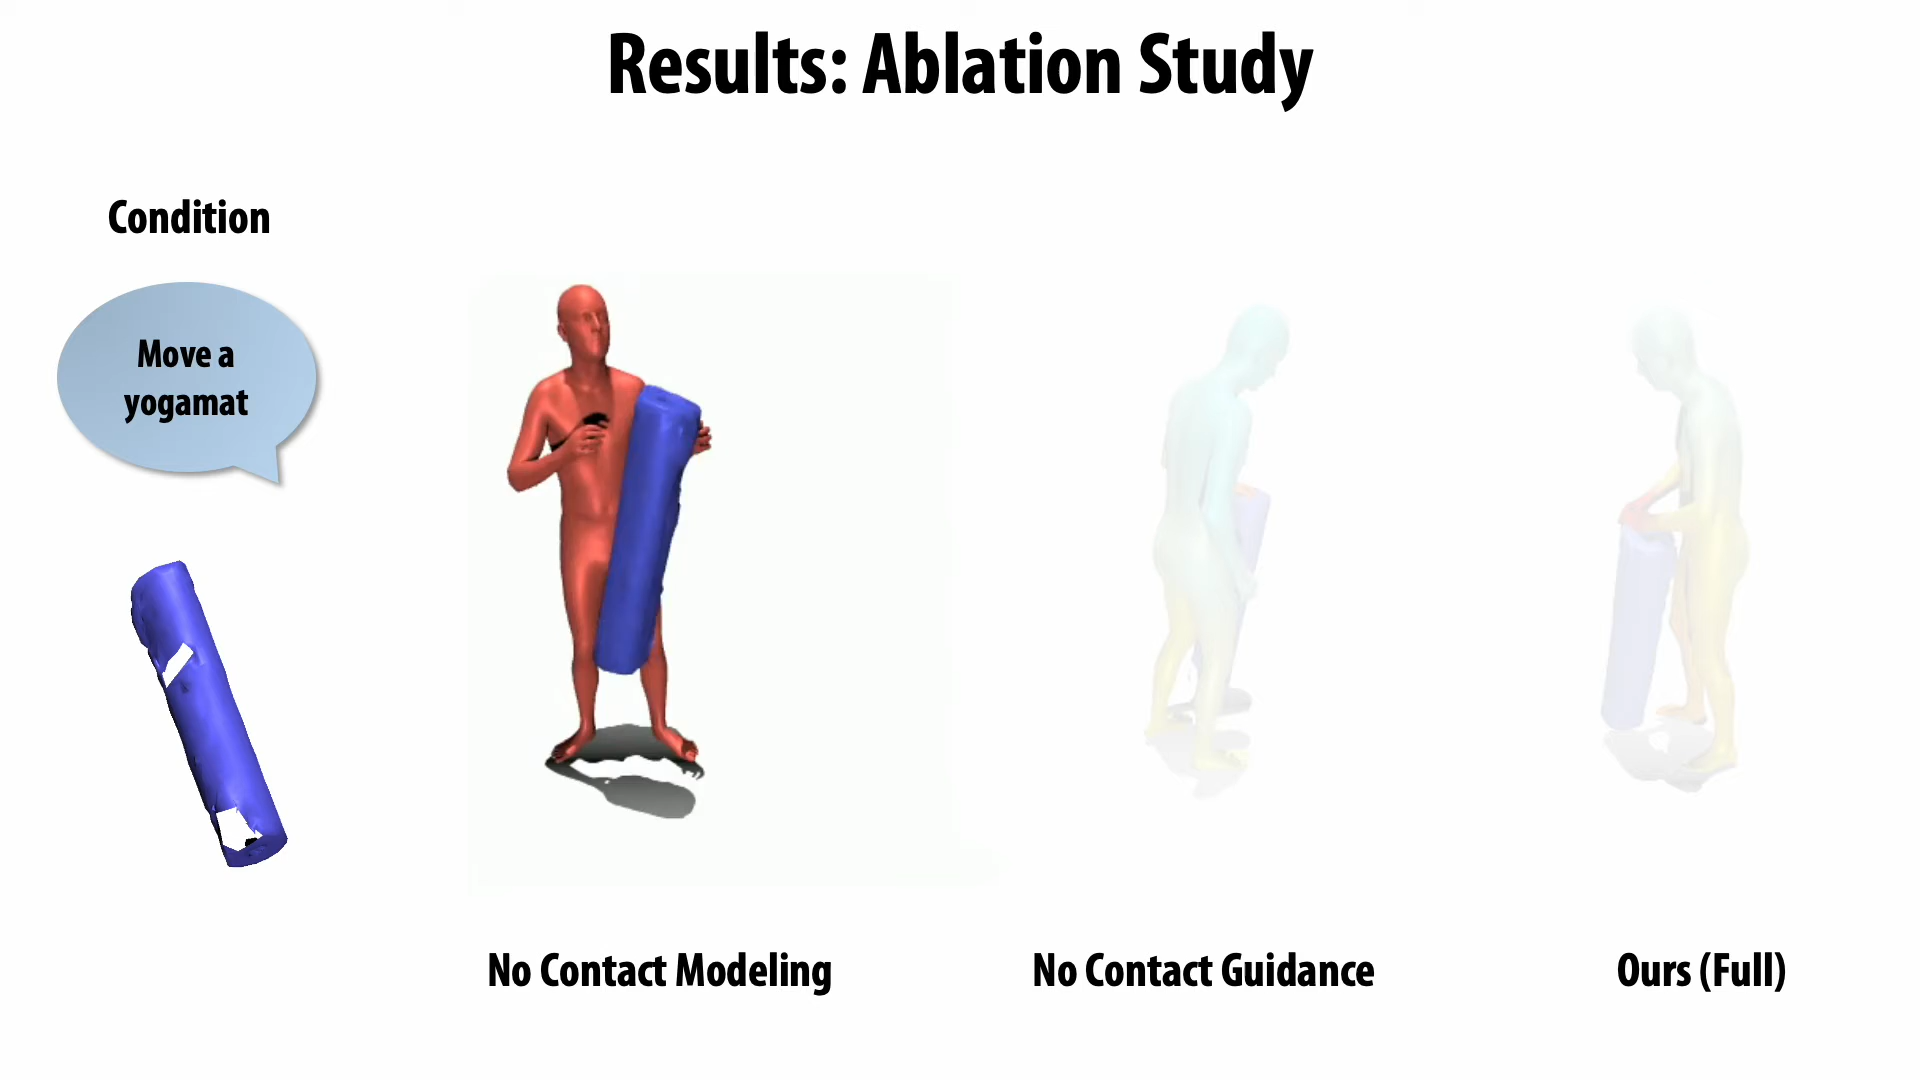 Results: Ablation Study
Condition
Move a
yogamat
No Contact Modeling
No Contact Guidance
Ours (Full)